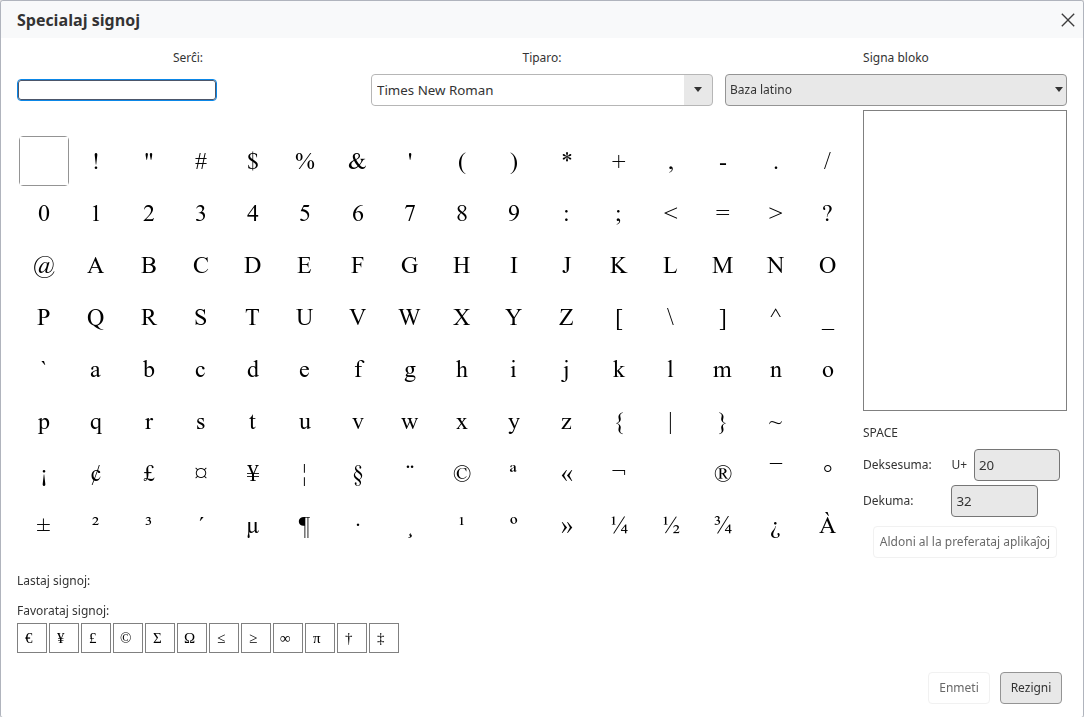 Specialaj signoj
Serĉi: Tiparo: Signa bloko
Times New Roman Baza latino
! " # $ % & ' ( ) * + , - . /
0 1 2 3 4 5 6 7 8 9 : ; < = > ?
@ A B C D E F G H I J K L M N O
P Q R S T U V W X Y Z [ \ ] ^ _
` a b c d e f g h i j k l m n o
p q r s t u v w x y z { | } ~
¡ ¢ £ ¤ ¥ ¦ § ¨ © ª « ¬ ® ¯ °
± ² ³ ´ µ ¶ · ¸ ¹ º » ¼ ½ ¾ ¿ À
SPACE
Deksesuma: U+ 20
Dekuma: 32
Aldoni al la preferataj aplikaĵoj
Lastaj signoj:
Favorataj signoj:
€ ¥ £ © Σ Ω ≤ ≥ ∞ π † ‡
Enmeti Rezigni